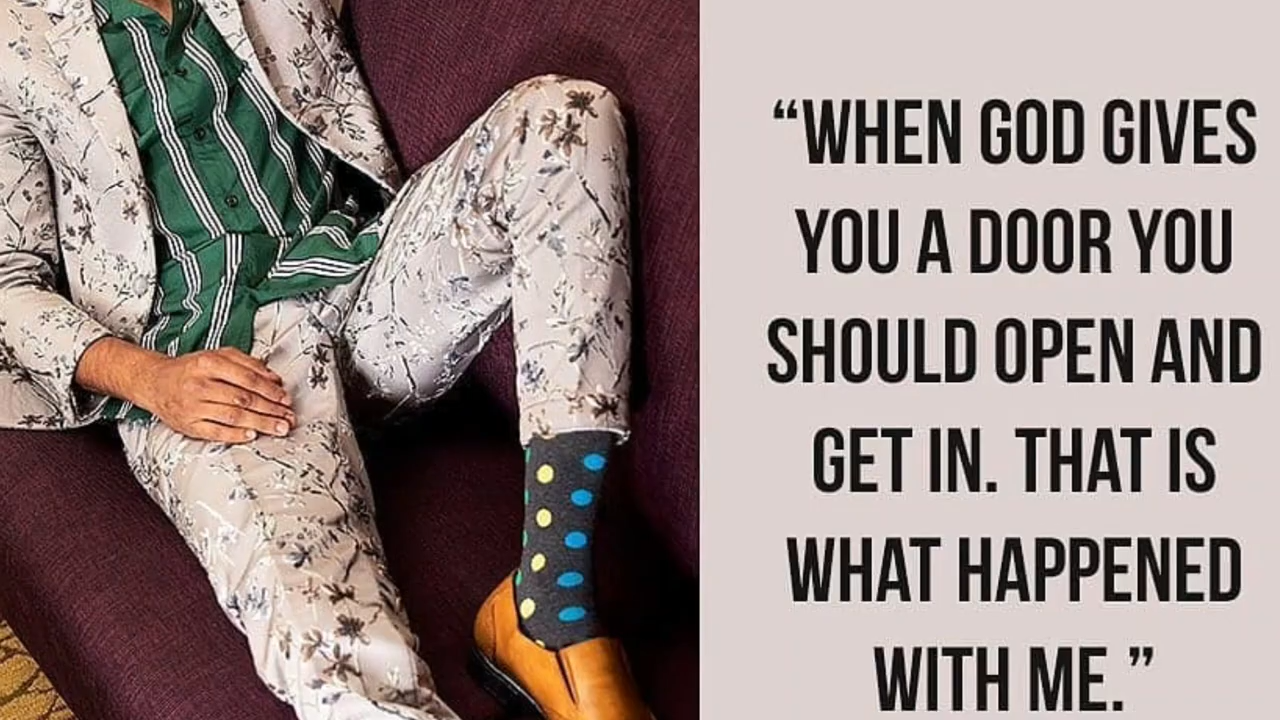 “WHEN GOD GIVES
YOU A DOOR YOU
SHOULD OPEN AND
GET IN. THAT IS
WHAT HAPPENED
WITH ME.”